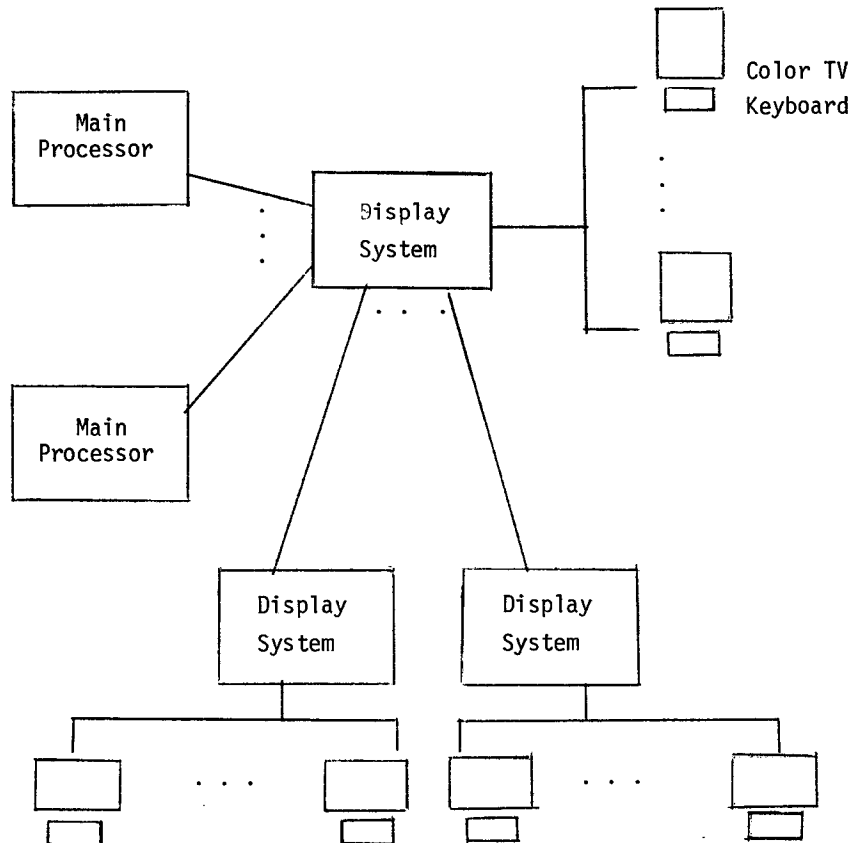 Color TV
Keyboard
Main
Processor
Display
System
Main
Processor
Display
System
Display
System